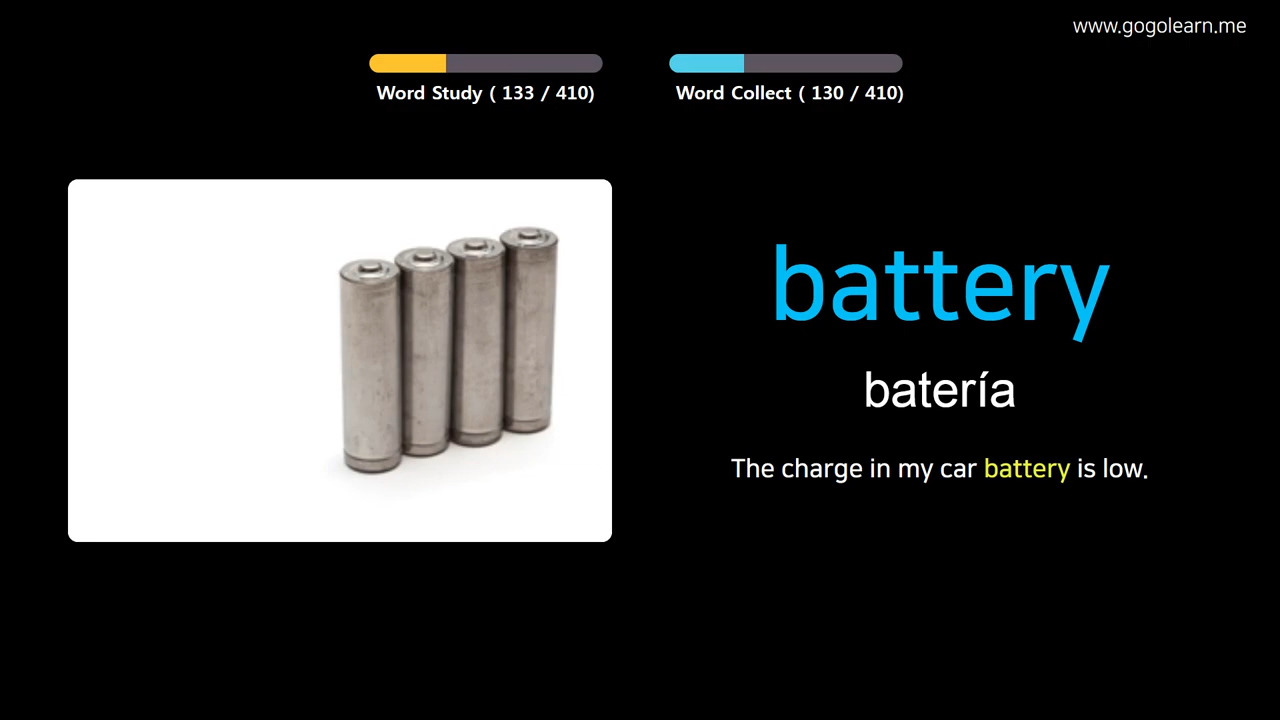 www.gogolearn.me
Word Study ( 133 / 410)
Word Collect ( 130 / 410)
battery
batería
The charge in my car battery is low.